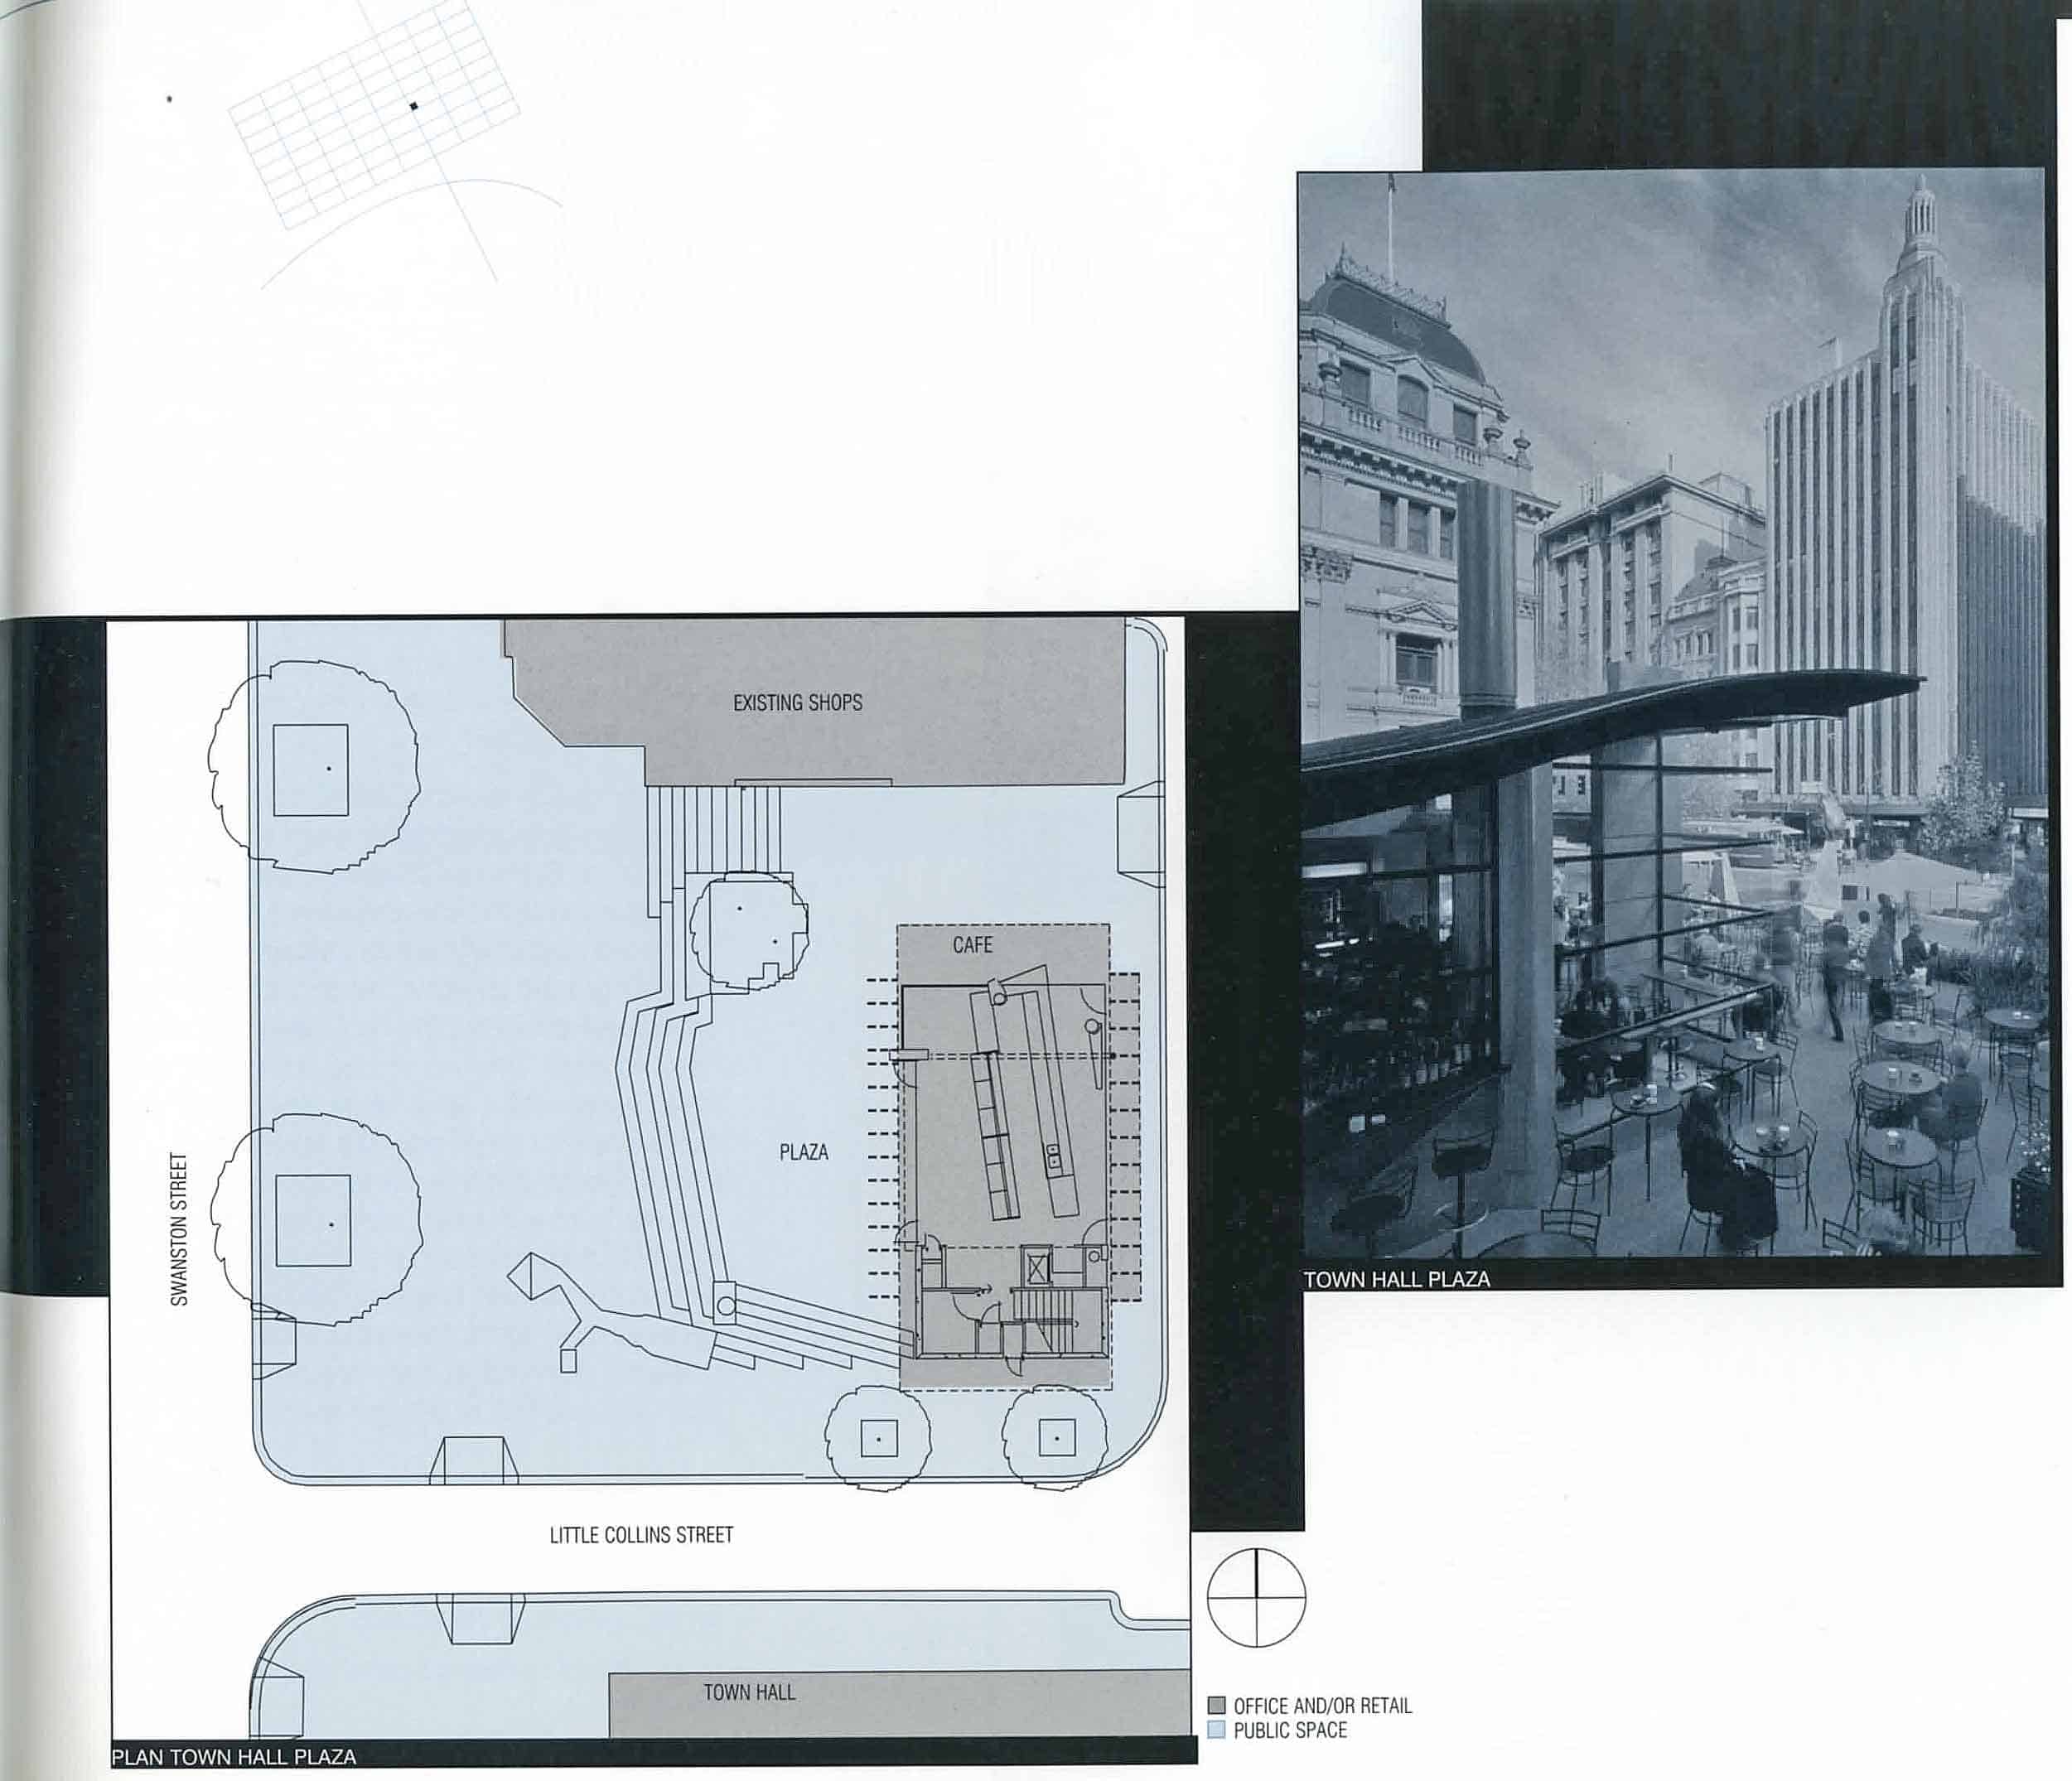 EXISTING SHOPS
CAFE
PLAZA
SWANSTON STREET
LITTLE COLLINS STREET
TOWN HALL
PLAN TOWN HALL PLAZA
TOWN HALL PLAZA
OFFICE AND/OR RETAIL
PUBLIC SPACE